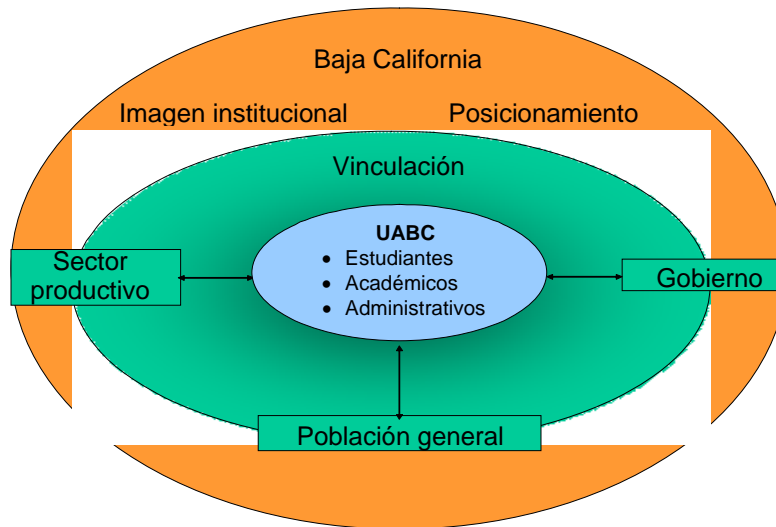 Baja California
Imagen institucional
Posicionamiento
Vinculación
UABC
• Estudiantes
• Académicos
• Administrativos
Sector
productivo
Gobierno
Población general